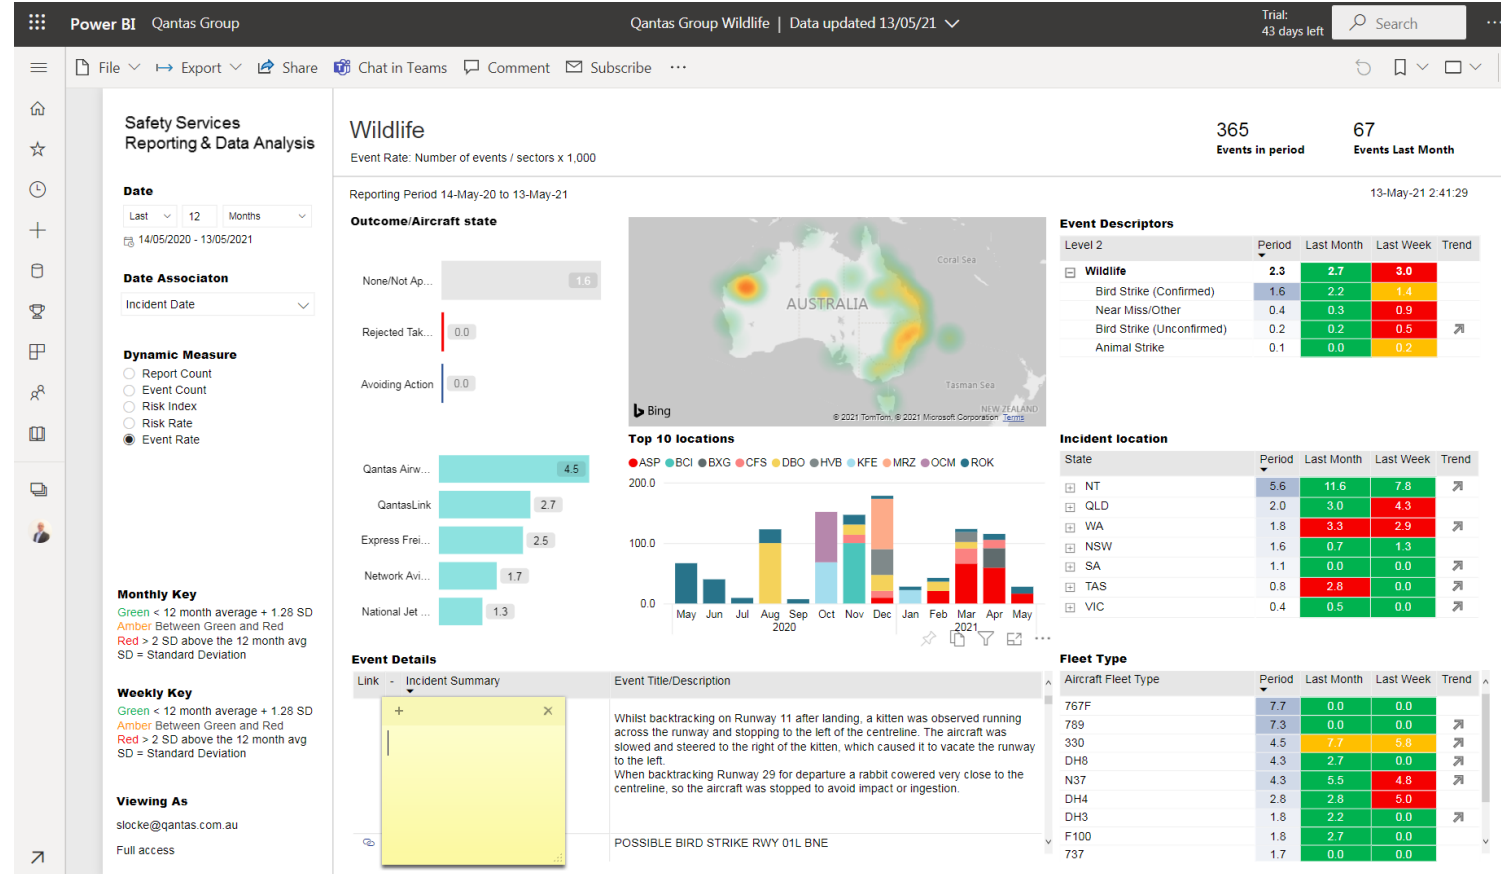 Power BI Qantas Group
Qantas Group Wildlife | Data updated 13/05/21
Trial:
43 days left
Search
File
Export
Share
Chat in Teams
Comment
Subscribe
Safety Services
Reporting & Data Analysis
Date
Last 12 Months
14/05/2020 - 13/05/2021
Date Associaton
Incident Date
Dynamic Measure
Report Count
Event Count
Risk Index
Risk Rate
Event Rate
Monthly Key
Green < 12 month average + 1.28 SD
Amber Between Green and Red
Red > 2 SD above the 12 month avg
SD = Standard Deviation
Weekly Key
Green < 12 month average + 1.28 SD
Amber Between Green and Red
Red > 2 SD above the 12 month avg
SD = Standard Deviation
Viewing As
slocke@qantas.com.au
Full access
Wildlife
Event Rate: Number of events / sectors x 1,000
365
Events in period
67
Events Last Month
Reporting Period 14-May-20 to 13-May-21
13-May-21 2:41:29
Outcome/Aircraft state
None/Not Ap... 1.6
Rejected Tak... 0.0
Avoiding Action 0.0
Qantas Airw... 4.5
QantasLink 2.7
Express Frei... 2.5
Network Avi... 1.7
National Jet ... 1.3
Coral Sea
AUSTRALIA
Tasman Sea
NEW ZEALAND
Bing
© 2021 TomTom, © 2021 Microsoft Corporation Terms
Top 10 locations
ASP BCI BXG CFS DBO HVB KFE MRZ OCM ROK
200.0
100.0
0.0
May Jun Jul Aug Sep Oct Nov Dec Jan Feb Mar Apr May
2020 2021
Event Descriptors
Level 2 Period Last Month Last Week Trend
Wildlife 2.3 2.7 3.0
Bird Strike (Confirmed) 1.6 2.2 1.4
Near Miss/Other 0.4 0.3 0.9
Bird Strike (Unconfirmed) 0.2 0.2 0.5
Animal Strike 0.1 0.0 0.2
Incident location
State Period Last Month Last Week Trend
NT 5.6 11.6 7.8
QLD 2.0 3.0 4.3
WA 1.8 3.3 2.9
NSW 1.6 0.7 1.3
SA 1.1 0.0 0.0
TAS 0.8 2.8 0.0
VIC 0.4 0.5 0.0
Event Details
Link - Incident Summary Event Title/Description
Whilst backtracking on Runway 11 after landing, a kitten was observed running
across the runway and stopping to the left of the centreline. The aircraft was
slowed and steered to the right of the kitten, which caused it to vacate the runway
to the left.
When backtracking Runway 29 for departure a rabbit cowered very close to the
centreline, so the aircraft was stopped to avoid impact or ingestion.
POSSIBLE BIRD STRIKE RWY 01L BNE
Fleet Type
Aircraft Fleet Type Period Last Month Last Week Trend
767F 7.7 0.0 0.0
789 7.3 0.0 0.0
330 4.5 7.7 5.8
DH8 4.3 2.7 0.0
N37 4.3 5.5 4.8
DH4 2.8 2.8 5.0
DH3 1.8 2.2 0.0
F100 1.8 2.7 0.0
737 1.7 0.0 0.0